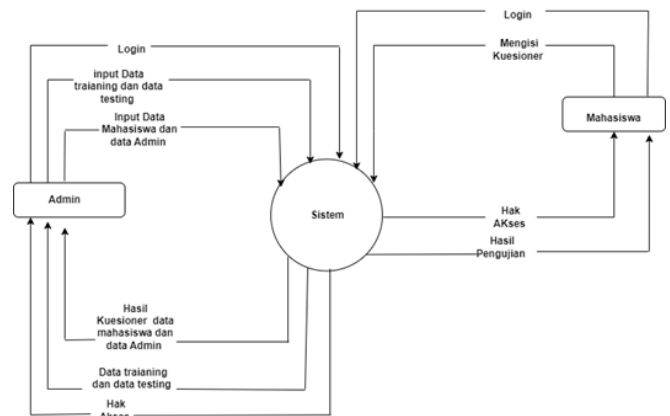 Login
input Data
traianing dan data
testing
Input Data
Mahasiswa dan
data Admin
Admin
Sistem
Login
Mengisi
Kuesioner
Mahasiswa
Hak
AKses
Hasil
Pengujian
Hasil
Kuesioner data
mahasiswa dan
data Admin
Data traianing
dan data testing
Hak
Akses